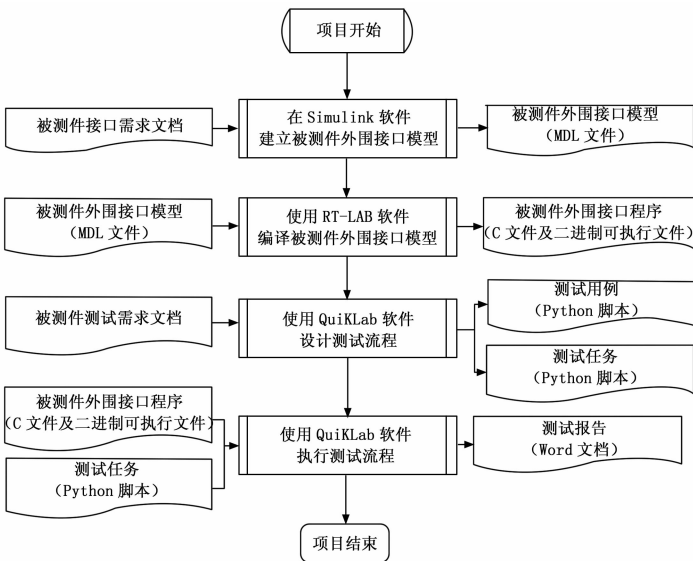 项目开始
被测件接口需求文档
在 Simulink 软件
建立被测件外围接口模型
被测件外围接口模型
(MDL 文件)
被测件外围接口模型
(MDL 文件)
使用 RT-LAB 软件
编译被测件外围接口模型
被测件外围接口程序
(C 文件及二进制可执行文件)
被测件测试需求文档
使用 QuiKLab 软件
设计测试流程
测试用例
(Python 脚本)
测试任务
(Python 脚本)
被测件外围接口程序
(C 文件及二进制可执行文件)
测试任务
(Python 脚本)
使用 QuiKLab 软件
执行测试流程
测试报告
(Word 文档)
项目结束